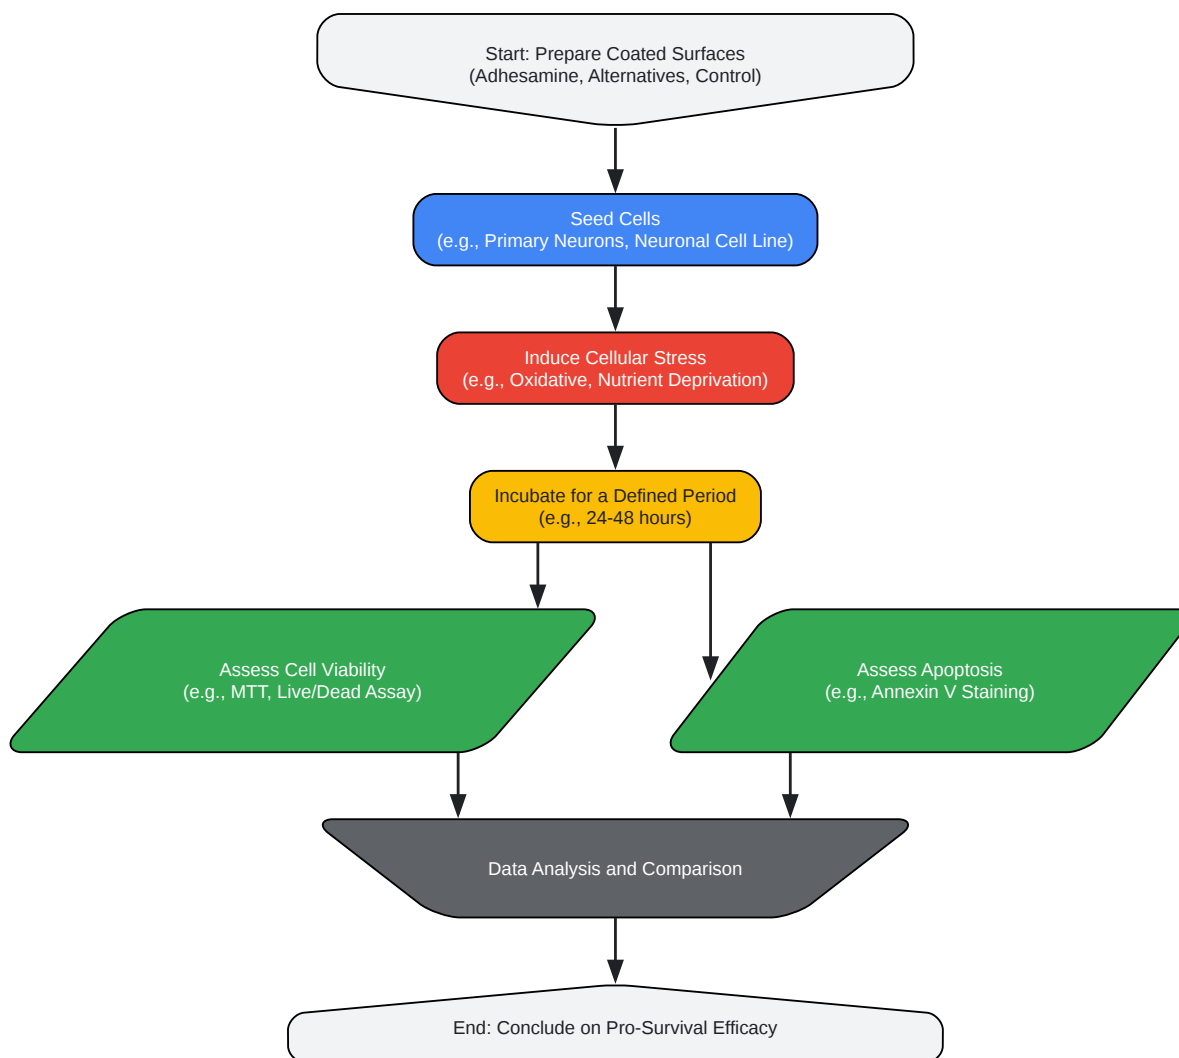 Start: Prepare Coated Surfaces
(Adhesamine, Alternatives, Control)
Seed Cells
(e.g., Primary Neurons, Neuronal Cell Line)
Induce Cellular Stress
(e.g., Oxidative, Nutrient Deprivation)
Incubate for a Defined Period
(e.g., 24-48 hours)
Assess Cell Viability
(e.g., MTT, Live/Dead Assay)
Assess Apoptosis
(e.g., Annexin V Staining)
Data Analysis and Comparison
End: Conclude on Pro-Survival Efficacy